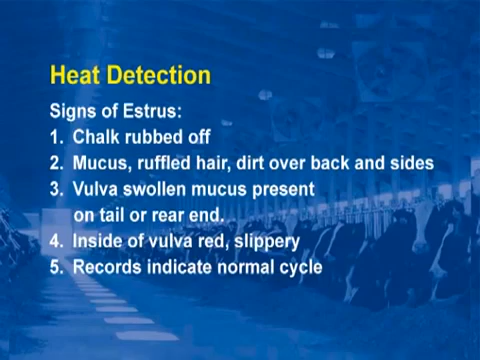 Heat Detection
Signs of Estrus:
1. Chalk rubbed off
2. Mucus, ruffled hair, dirt over back and sides
3. Vulva swollen mucus present
on tail or rear end.
4. Inside of vulva red, slippery
5. Records indicate normal cycle